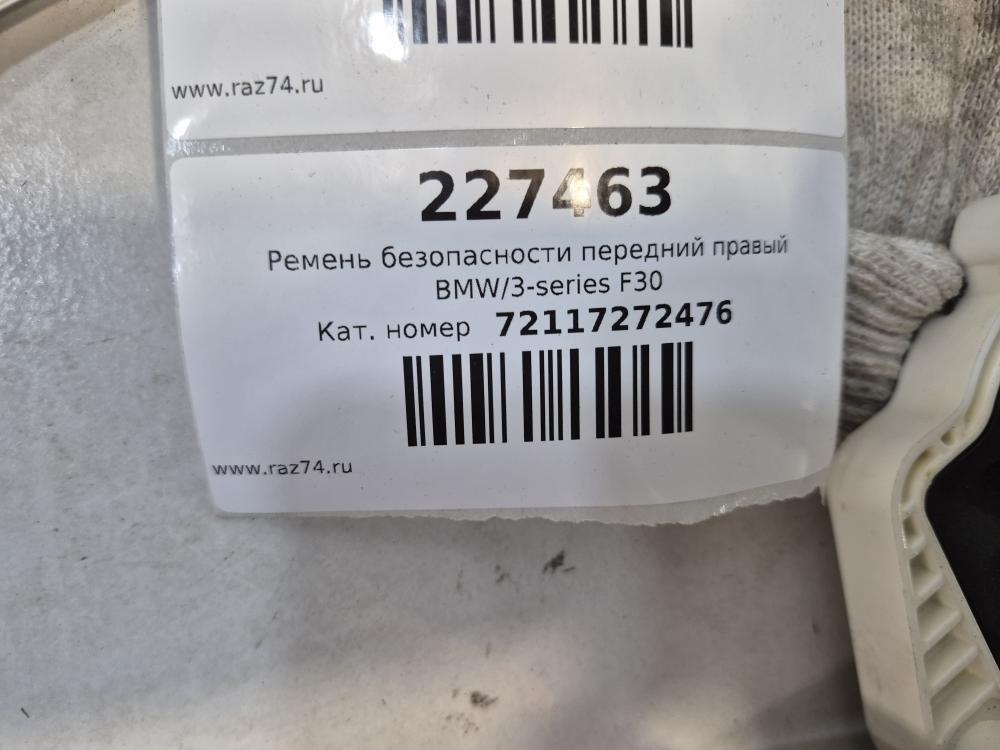 www.raz74.ru
227463
Ремень безопасности передний правый
BMW/3-series F30
Кат. номер 72117272476
www.raz74.ru